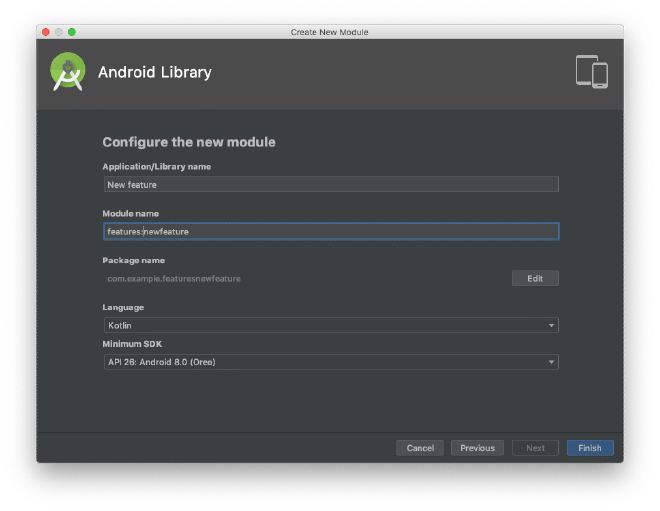 Create New Module
Android Library
Configure the new module
Application/Library name
New feature
Module name
features:newfeature
Package name
com.example.featuresnewfeature
Edit
Language
Kotlin
Minimum SDK
API 26: Android 8.0 (Oreo)
Cancel Previous Next Finish